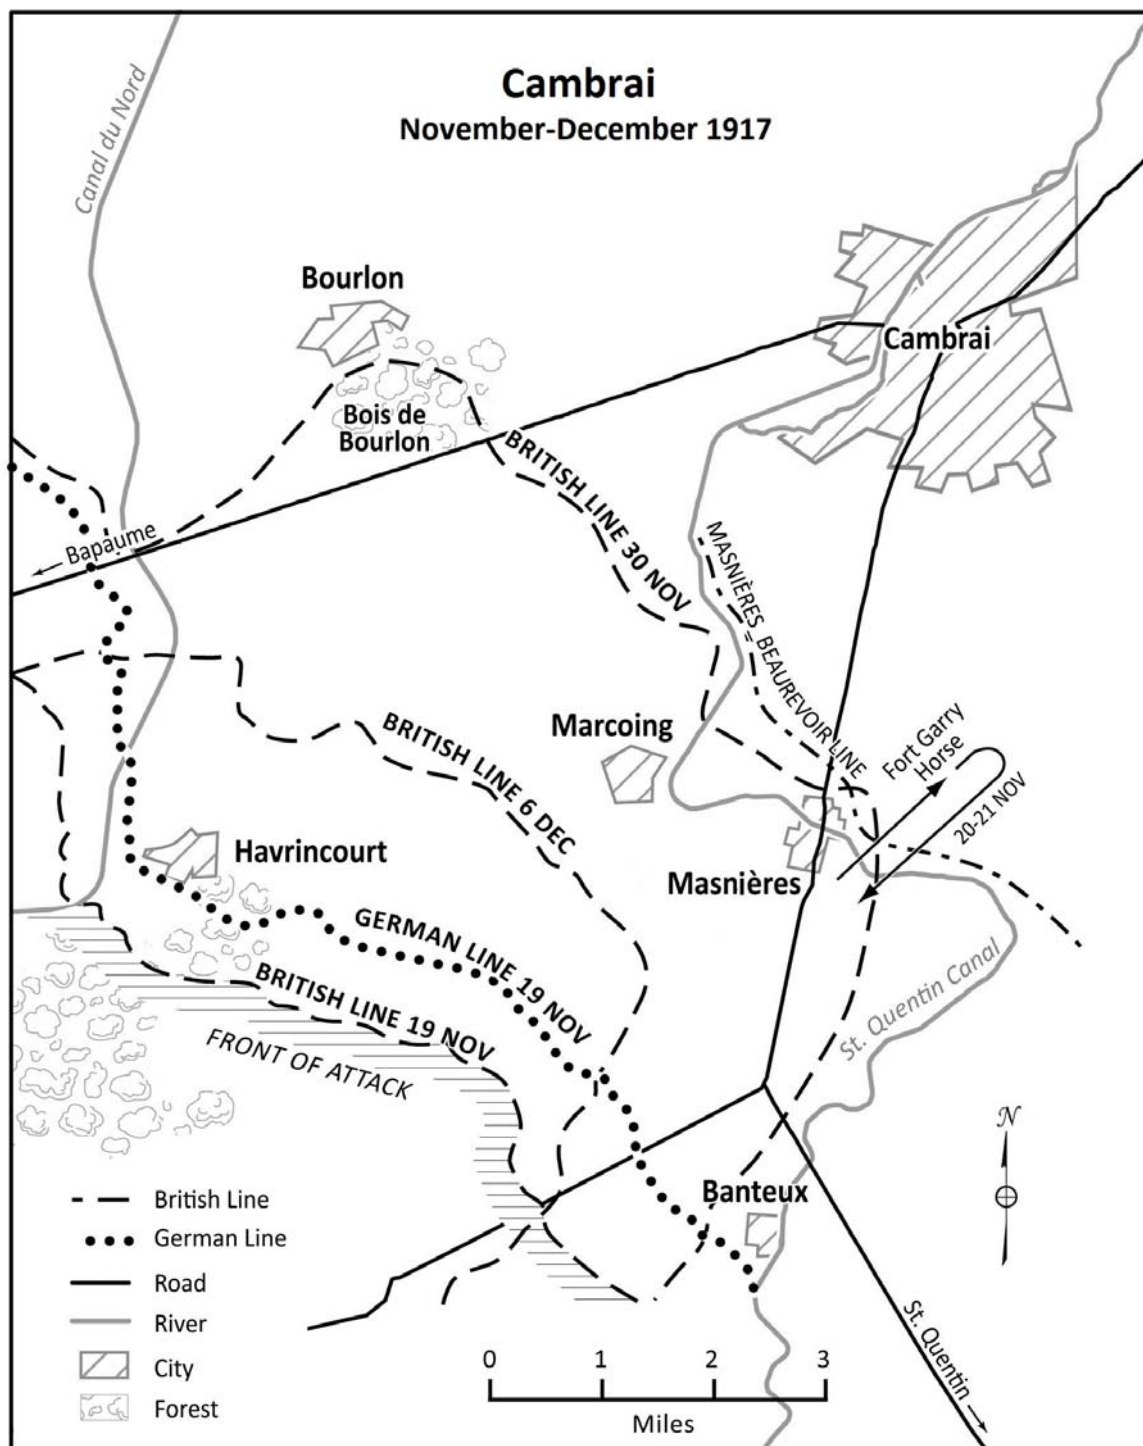 Cambrai
November-December 1917
Canal du Nord
Bourlon
Cambrai
Bois de
Bourlon
BRITISH LINE 30 NOV
MASNIÈRES-BEAUREVOIR LINE
Bapaume
Marcoing
Fort Garry
Horse
20-21 NOV
BRITISH LINE 6 DEC
Havrincourt
Masnières
GERMAN LINE 19 NOV
BRITISH LINE 19 NOV
FRONT OF ATTACK
St. Quentin Canal
N
Banteux
British Line
German Line
Road
River
City
Forest
St. Quentin
0 1 2 3
Miles